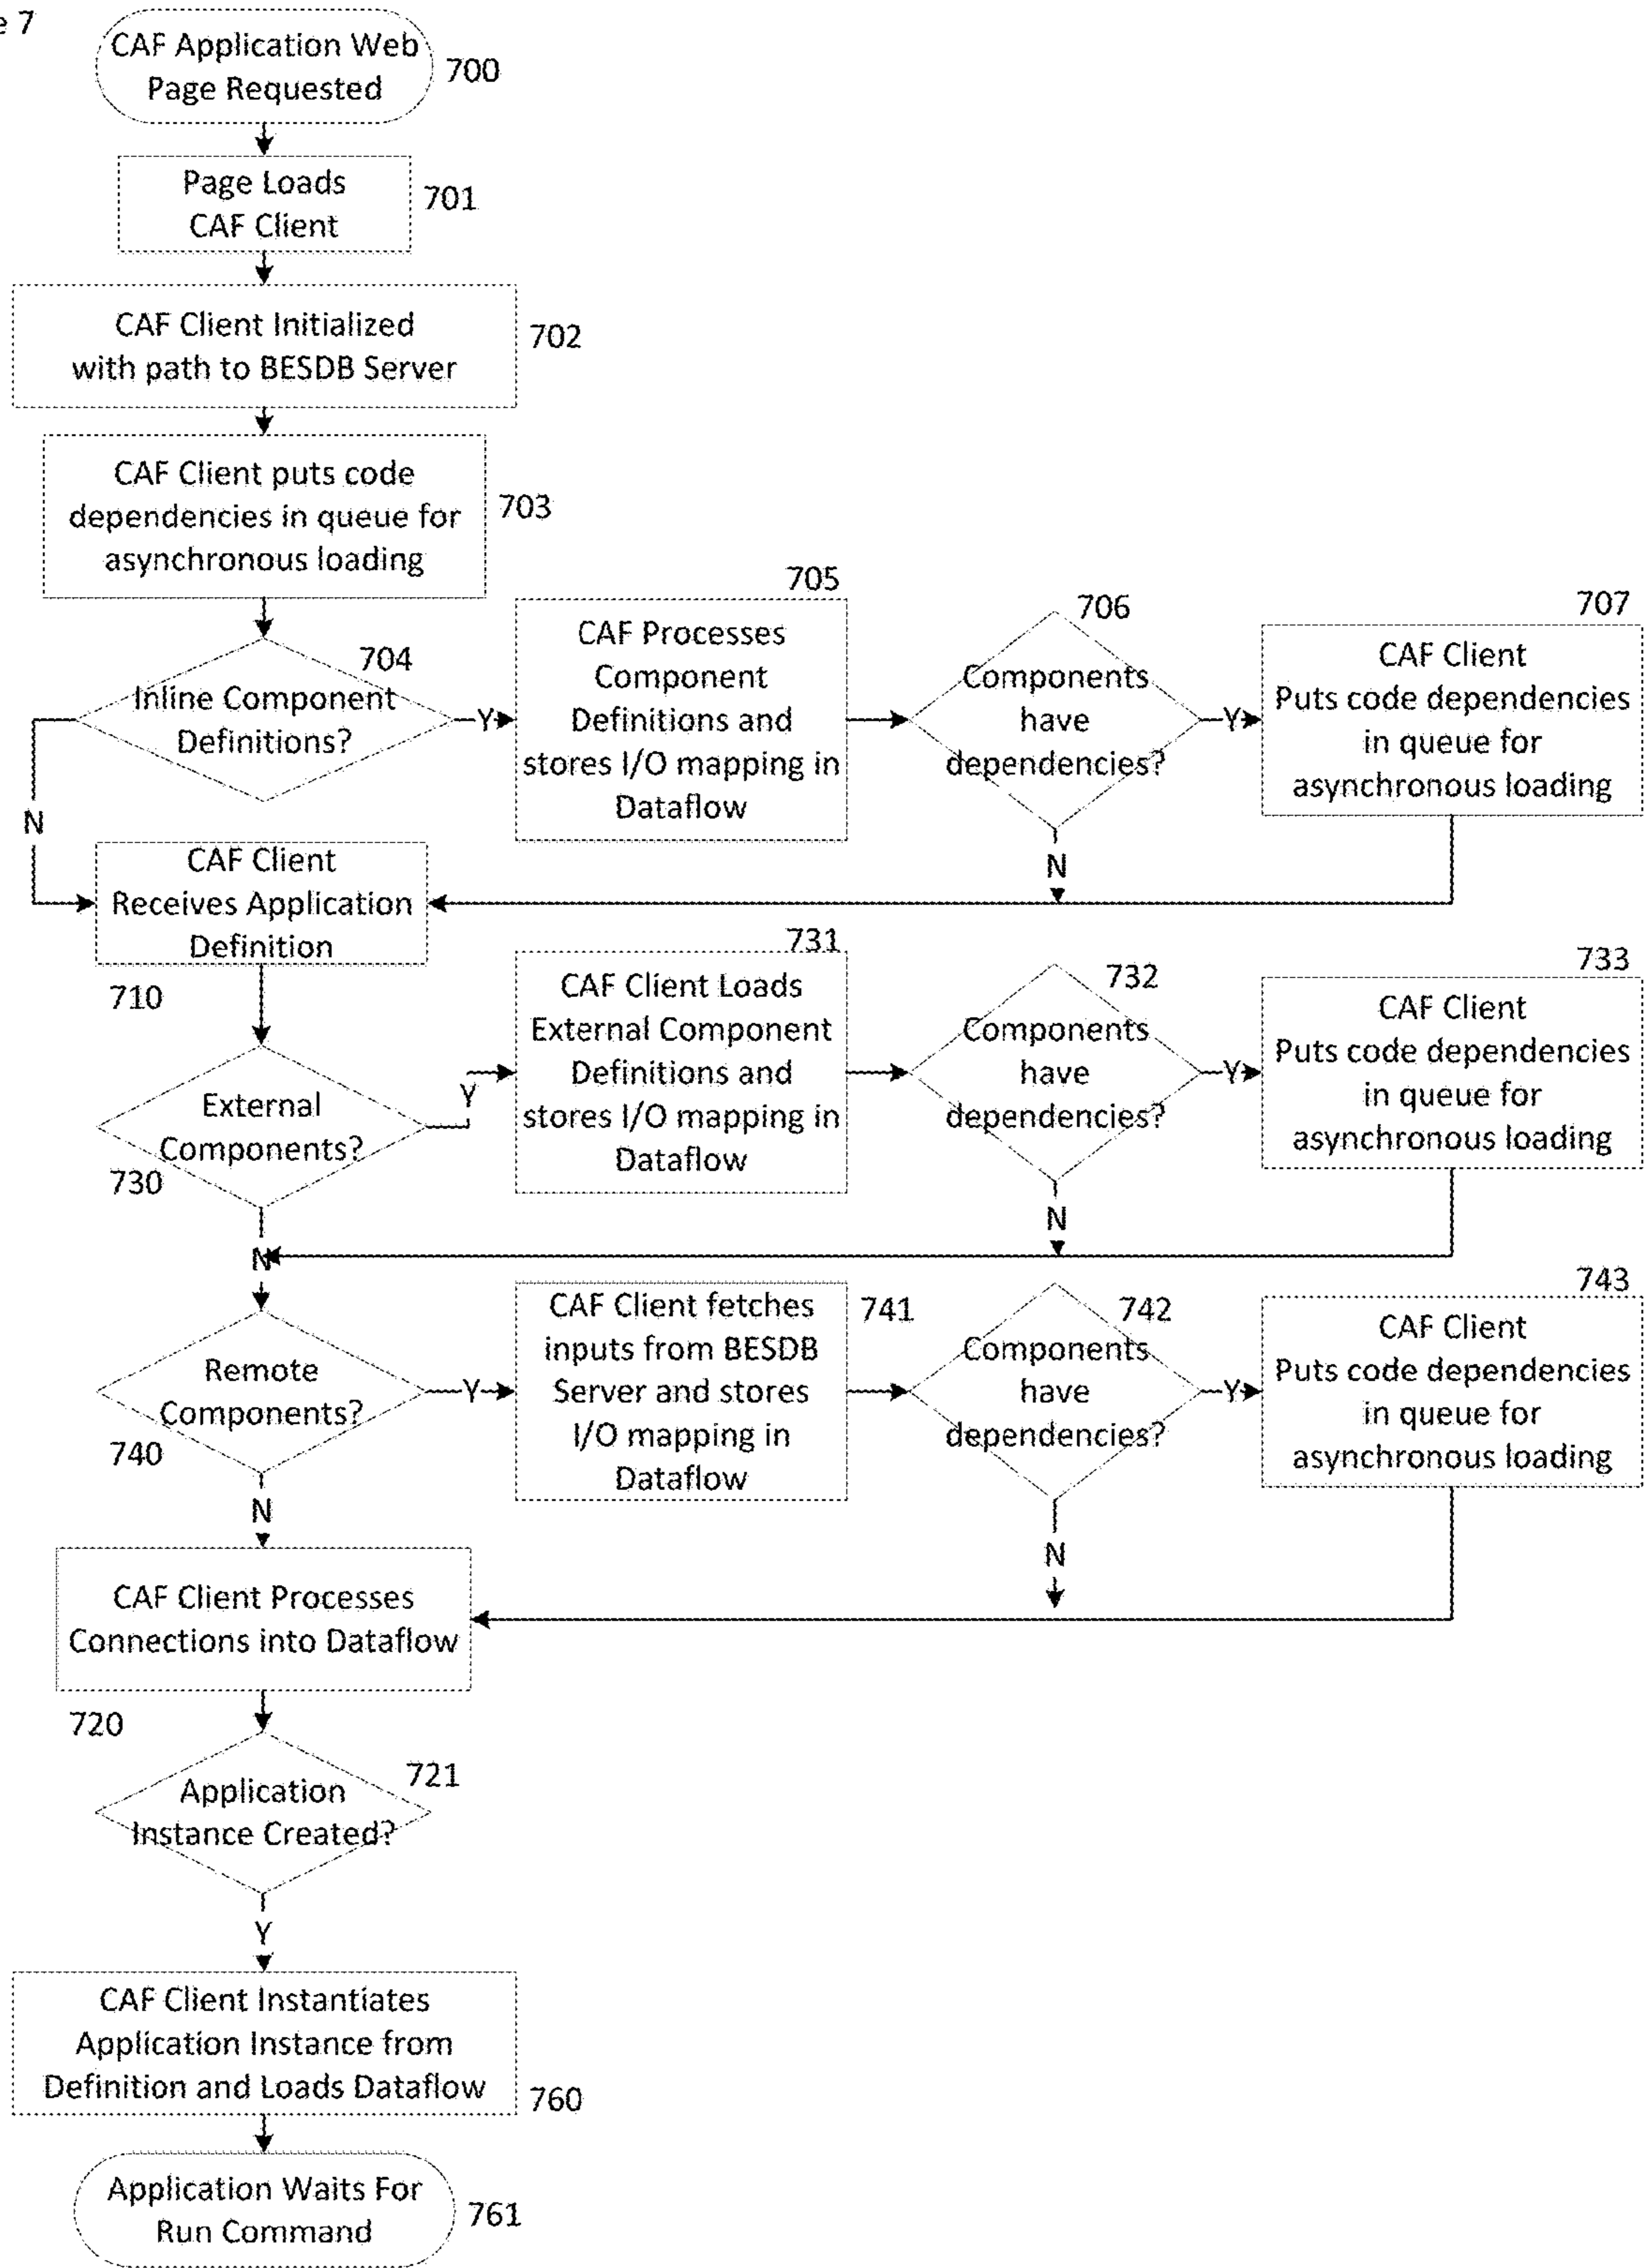 e 7
CAF Application Web
Page Requested
700
Page Loads
CAF Client
701
CAF Client Initialized
with path to BESDB Server
702
CAF Client puts code
dependencies in queue for
asynchronous loading
703
704
Inline Component
Definitions?
Y
N
705
CAF Processes
Component
Definitions and
stores I/O mapping in
Dataflow
706
Components
have
dependencies?
Y
N
707
CAF Client
Puts code dependencies
in queue for
asynchronous loading
CAF Client
Receives Application
Definition
710
External
Components?
730
Y
N
731
CAF Client Loads
External Component
Definitions and
stores I/O mapping in
Dataflow
732
Components
have
dependencies?
Y
N
733
CAF Client
Puts code dependencies
in queue for
asynchronous loading
Remote
Components?
740
Y
N
CAF Client fetches
inputs from BESDB
Server and stores
I/O mapping in
Dataflow
741
742
Components
have
dependencies?
Y
N
743
CAF Client
Puts code dependencies
in queue for
asynchronous loading
CAF Client Processes
Connections into Dataflow
720
721
Application
Instance Created?
Y
CAF Client Instantiates
Application Instance from
Definition and Loads Dataflow
760
Application Waits For
Run Command
761